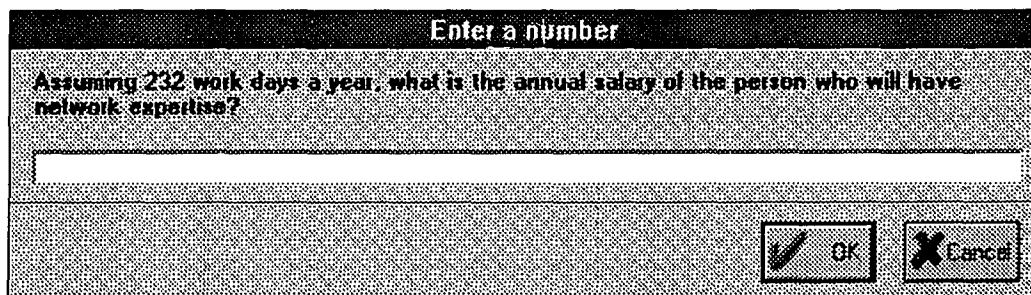 Enter a number
Assuming 232 work days a year, what is the annual salary of the person who will have
network expertise?
OK
Cancel